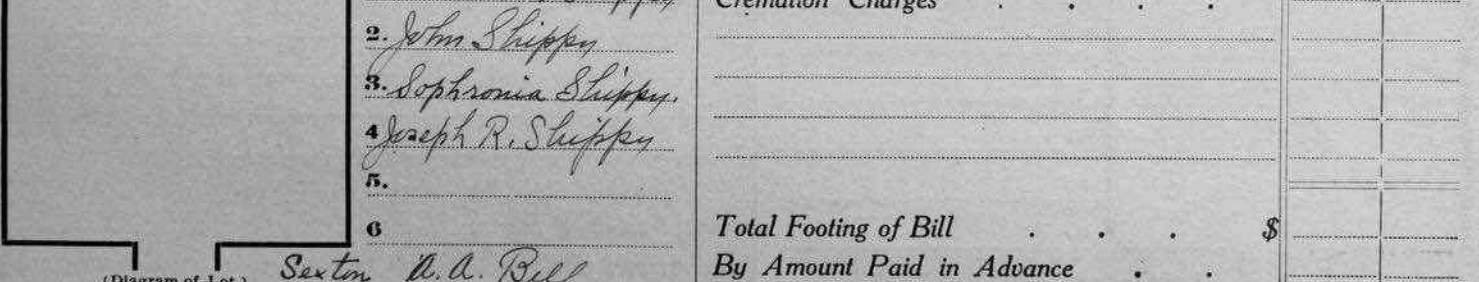 Cremation Charges . . . .
2. John Shippy
3. Sophronia Shippy.
4 Joseph R. Shippy
5.
6
Total Footing of Bill . . . $
By Amount Paid in Advance . .
(Diagram of Lot.)
Sexton A. A. Bill